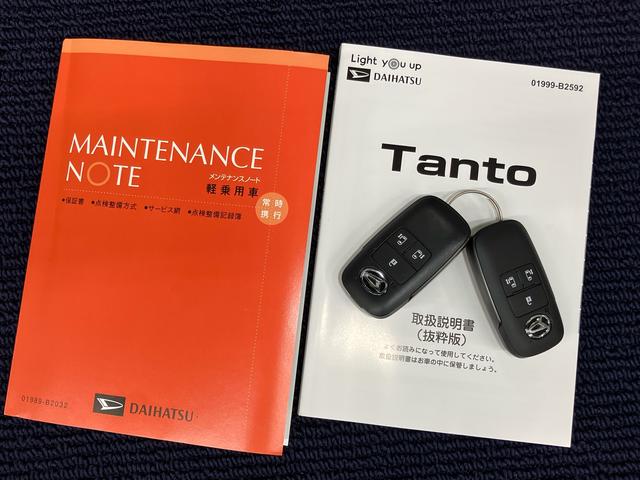 MAINTENANCE
NOTE
メンテナンスノート
軽乗用車
•保証書 •点検整備方式 •サービス網 •点検整備記録簿
常時
携行
01989-B2032
DAIHATSU
Light you up
DAIHATSU
01999-B2592
Tanto
取扱説明書
（抜粋版）
よくお読みになって使用してください。
取扱説明書はお車の中に保管しましょう。